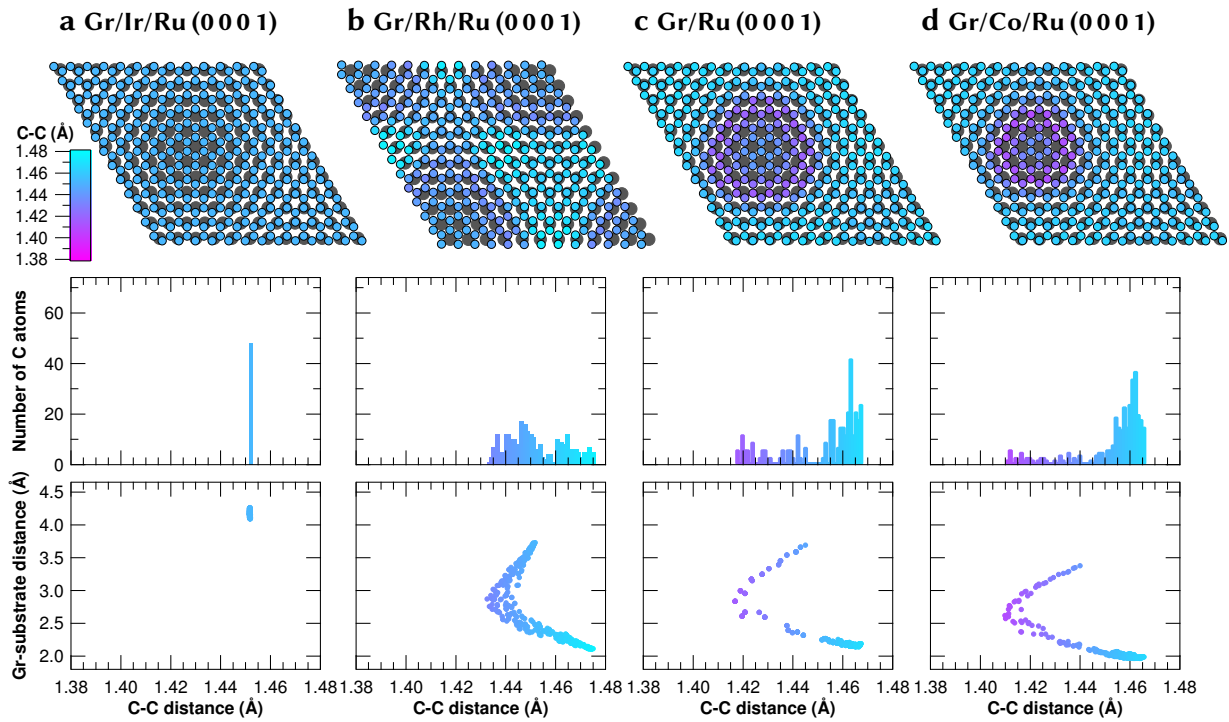 a Gr/Ir/Ru (0 0 0 1) b Gr/Rh/Ru (0 0 0 1) c Gr/Ru (0 0 0 1) d Gr/Co/Ru (0 0 0 1)
C-C (Å)
1.48
1.46
1.44
1.42
1.40
1.38
Number of C atoms
60
40
20
0
Gr-substrate distance (Å)
4.5
4.0
3.5
3.0
2.5
2.0
1.38 1.40 1.42 1.44 1.46 1.48 1.38 1.40 1.42 1.44 1.46 1.48 1.38 1.40 1.42 1.44 1.46 1.48 1.38 1.40 1.42 1.44 1.46 1.48
C-C distance (Å) C-C distance (Å) C-C distance (Å) C-C distance (Å)